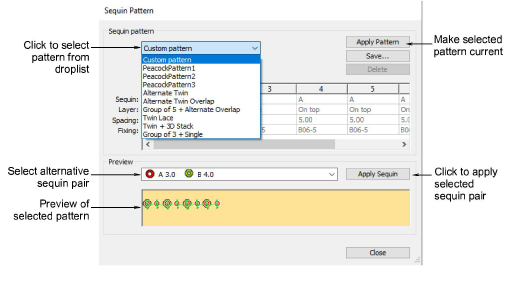 Sequin Pattern
Sequin pattern
Click to select pattern from droplist
Custom pattern
Apply Pattern
Make selected pattern current
Save...
Delete
Custom pattern
PeacockPattern1
PeacockPattern2
PeacockPattern3
Alternate Twin
Alternate Twin Overlap
Group of 5 + Alternate Overlap
Twin Lace
Twin + 3D Stack
Group of 3 + Single
3 4 5
Sequin: A A A
Layer: On top On top On
Spacing: 5.00 5.00 5.0
Fixing: B06-5 B06-5 B0
Preview
Select alternative sequin pair
A 3.0 B 4.0
Apply Sequin
Click to apply selected sequin pair
Preview of selected pattern
Close